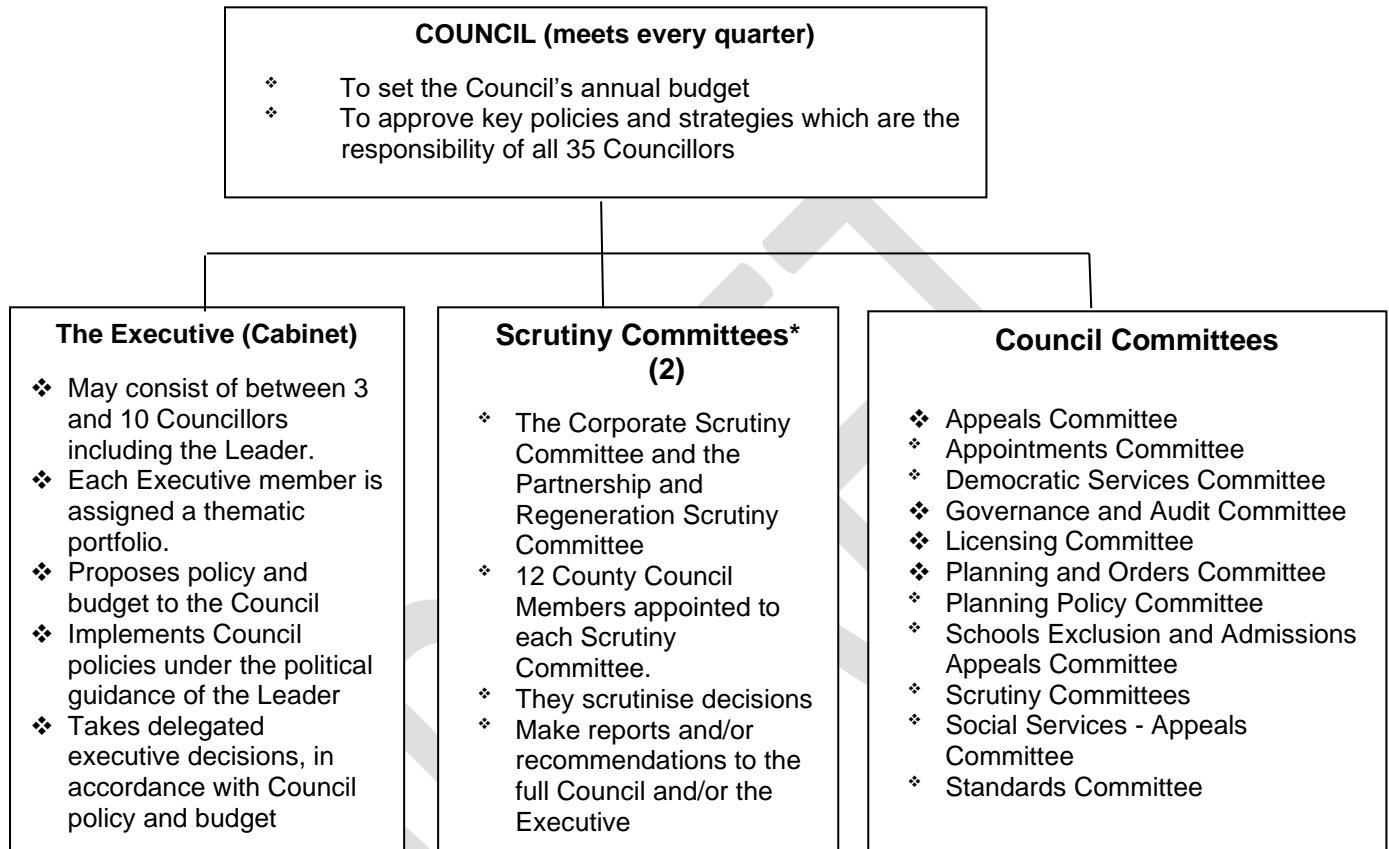 COUNCIL (meets every quarter)
❖ To set the Council's annual budget
❖ To approve key policies and strategies which are the
responsibility of all 35 Councillors
The Executive (Cabinet)
❖ May consist of between 3
and 10 Councillors
including the Leader.
❖ Each Executive member is
assigned a thematic
portfolio.
❖ Proposes policy and
budget to the Council
❖ Implements Council
policies under the political
guidance of the Leader
❖ Takes delegated
executive decisions, in
accordance with Council
policy and budget
Scrutiny Committees*
(2)
❖ The Corporate Scrutiny
Committee and the
Partnership and
Regeneration Scrutiny
Committee
❖ 12 County Council
Members appointed to
each Scrutiny
Committee.
❖ They scrutinise decisions
❖ Make reports and/or
recommendations to the
full Council and/or the
Executive
Council Committees
❖ Appeals Committee
❖ Appointments Committee
❖ Democratic Services Committee
❖ Governance and Audit Committee
❖ Licensing Committee
❖ Planning and Orders Committee
❖ Planning Policy Committee
❖ Schools Exclusion and Admissions
Appeals Committee
❖ Scrutiny Committees
❖ Social Services - Appeals
Committee
❖ Standards Committee